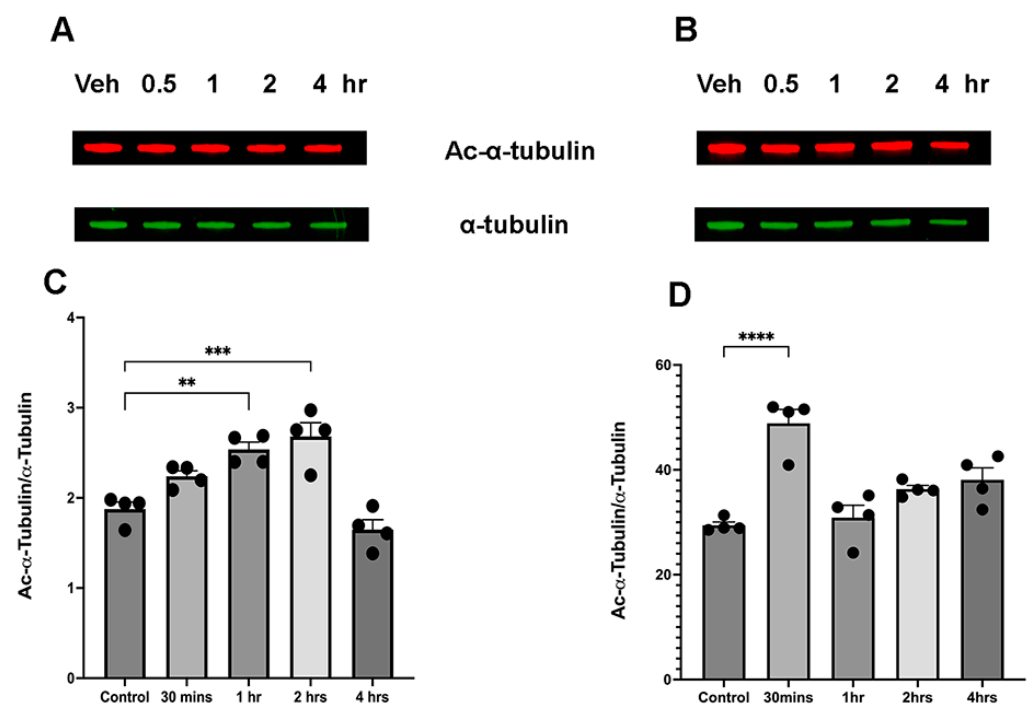 A
B
Veh 0.5 1 2 4 hr
Veh 0.5 1 2 4 hr
Ac-α-tubulin
α-tubulin
C
D
Ac-α-Tubulin/α-Tubulin
4
3
2
1
0
***
**
Control 30 mins 1 hr 2 hrs 4 hrs
Ac-α-Tubulin/α-Tubulin
60
40
20
0
****
Control 30mins 1hr 2hrs 4hrs